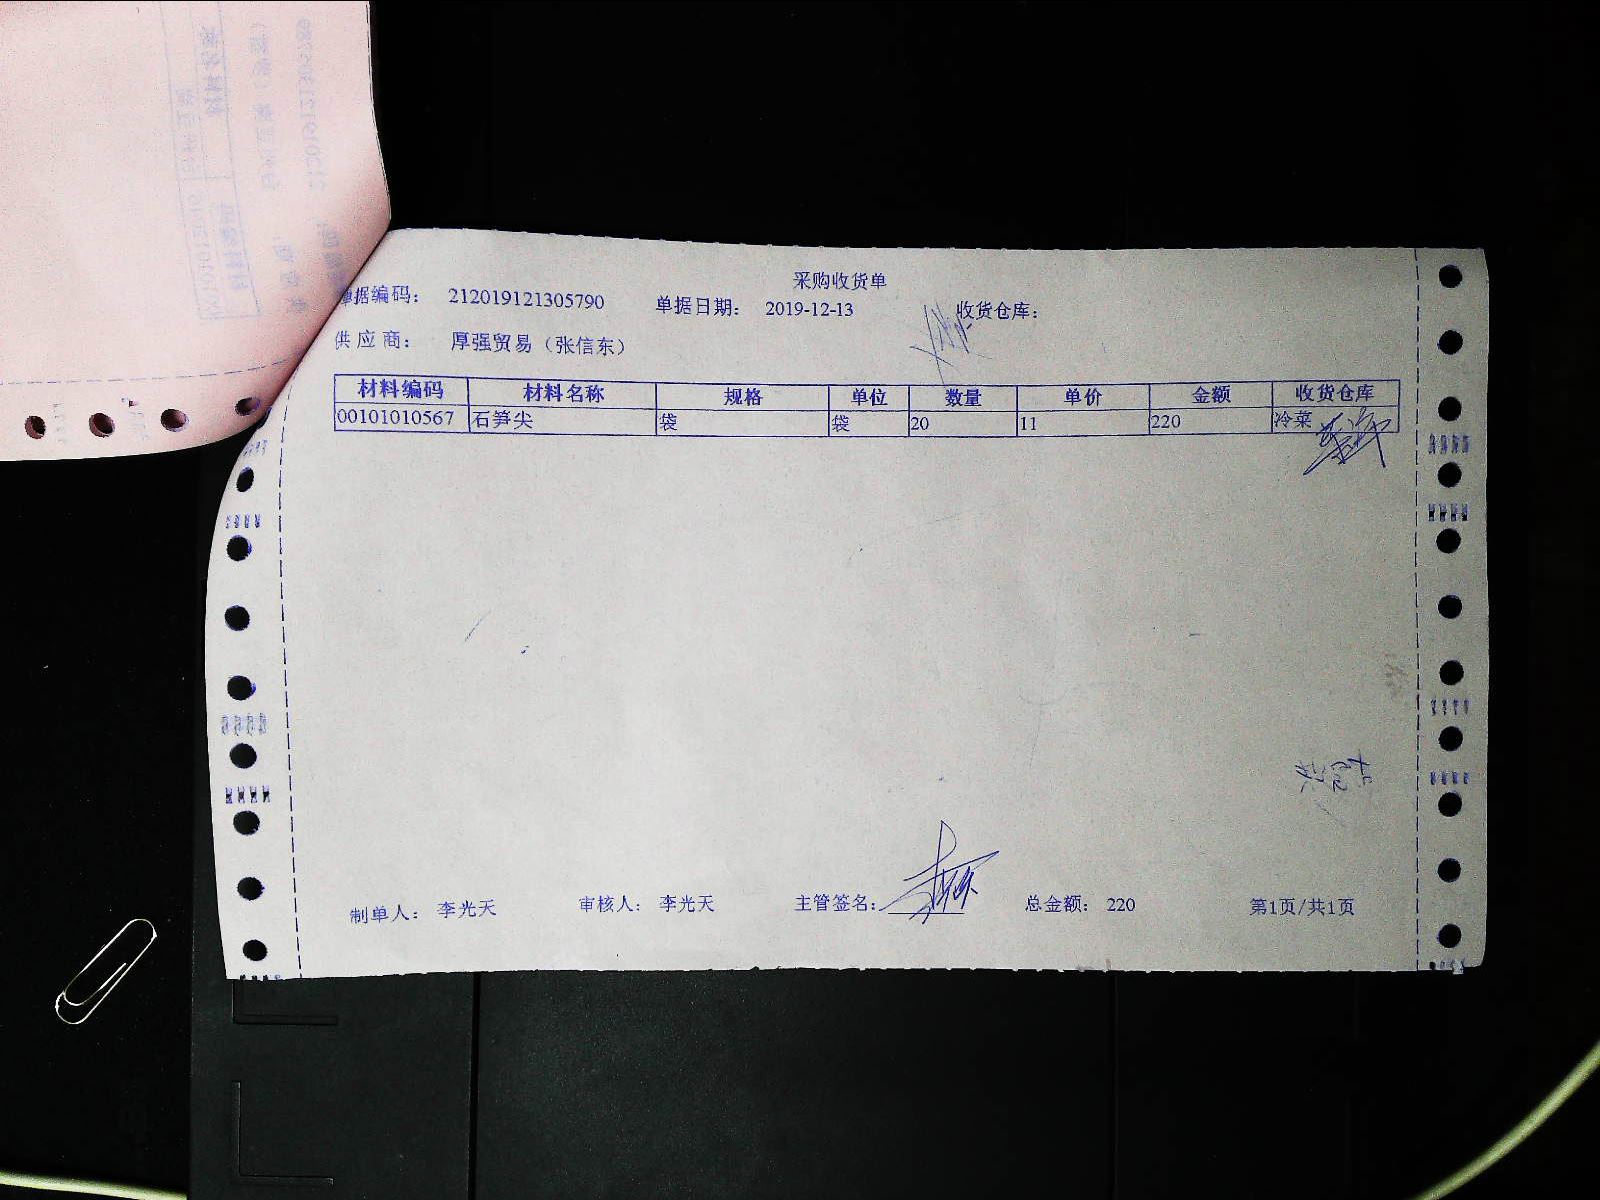 采购收货单
单据编码： 212019121305790 单据日期： 2019-12-13 收货仓库：
供应商： 厚强贸易（张信东）
材料编码 材料名称 规格 单位 数量 单价 金额 收货仓库
00101010567 石笋尖 袋 袋 20 11 220 冷菜
制单人： 李光天 审核人： 李光天 主管签名： 总金额： 220 第1页/共1页